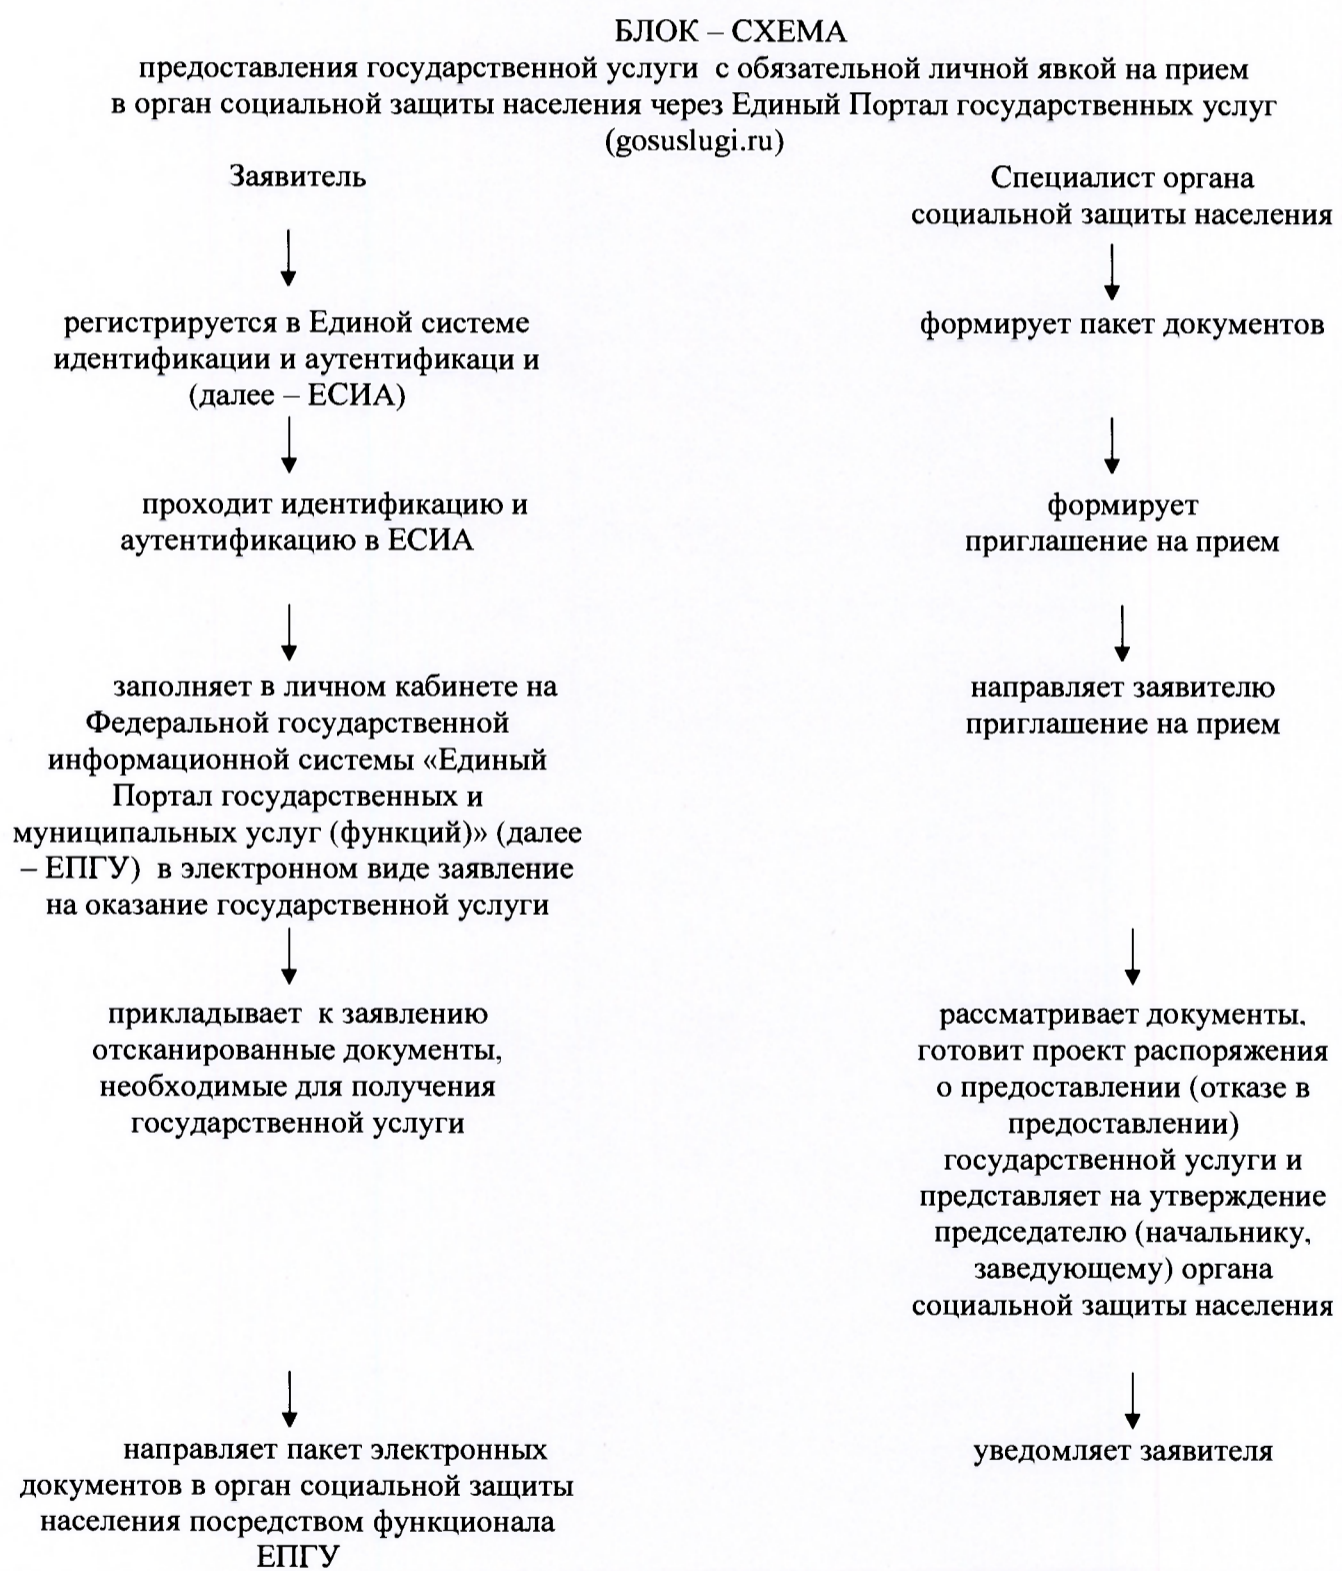 БЛОК – СХЕМА
предоставления государственной услуги с обязательной личной явкой на прием
в орган социальной защиты населения через Единый Портал государственных услуг
(gosuslugi.ru)
Заявитель
регистрируется в Единой системе
идентификации и аутентификаци и
(далее – ЕСИА)
проходит идентификацию и
аутентификацию в ЕСИА
заполняет в личном кабинете на
Федеральной государственной
информационной системы «Единый
Портал государственных и
муниципальных услуг (функций)» (далее
– ЕПГУ) в электронном виде заявление
на оказание государственной услуги
прикладывает к заявлению
отсканированные документы,
необходимые для получения
государственной услуги
направляет пакет электронных
документов в орган социальной защиты
населения посредством функционала
ЕПГУ
Специалист органа
социальной защиты населения
формирует пакет документов
формирует
приглашение на прием
направляет заявителю
приглашение на прием
рассматривает документы,
готовит проект распоряжения
о предоставлении (отказе в
предоставлении)
государственной услуги и
представляет на утверждение
председателю (начальнику,
заведующему) органа
социальной защиты населения
уведомляет заявителя